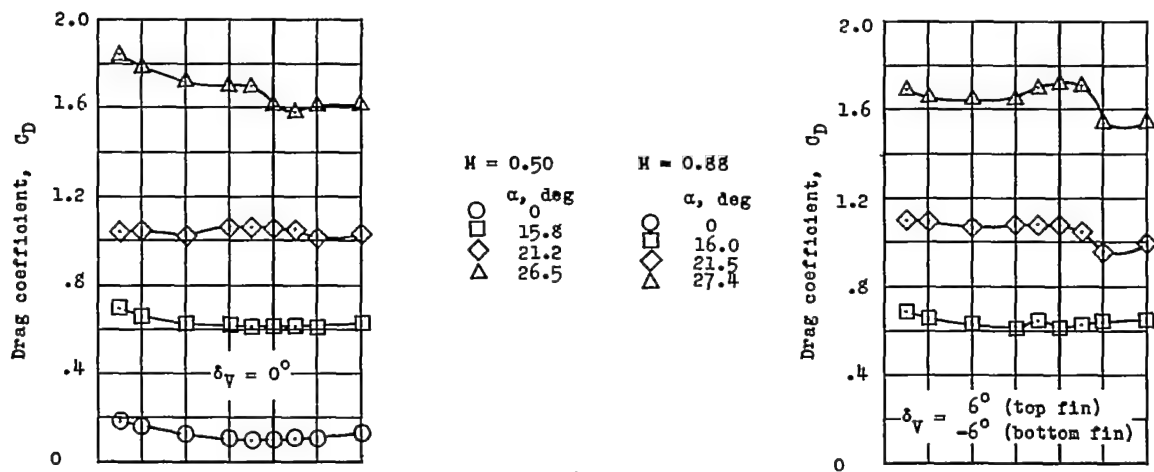 Drag coefficient, C_D
2.0
1.6
1.2
.8
.4
0
δ_V = 0°
M = 0.50
α, deg
0
15.8
21.2
26.5
M = 0.88
α, deg
0
16.0
21.5
27.4
Drag coefficient, C_D
2.0
1.6
1.2
.8
.4
0
δ_V = 6° (top fin)
-6° (bottom fin)